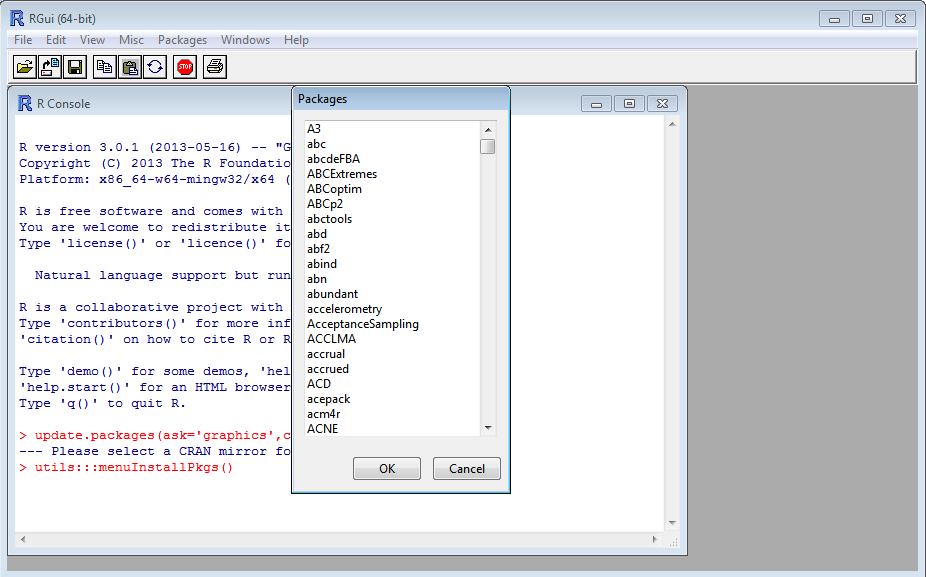 RGui (64-bit)
File Edit View Misc Packages Windows Help
STOP
R Console
R version 3.0.1 (2013-05-16) -- "G
Copyright (C) 2013 The R Foundatio
Platform: x86_64-w64-mingw32/x64 (
R is free software and comes with
You are welcome to redistribute it
Type 'license()' or 'licence()' fo
Natural language support but run
R is a collaborative project with
Type 'contributors()' for more inf
'citation()' on how to cite R or R
Type 'demo()' for some demos, 'hel
'help.start()' for an HTML browser
Type 'q()' to quit R.
> update.packages(ask='graphics',c
--- Please select a CRAN mirror fo
> utils:::menuInstallPkgs()
Packages
A3
abc
abcdeFBA
ABCExtremes
ABCoptim
ABCp2
abctools
abd
abf2
abind
abn
abundant
accelerometry
AcceptanceSampling
ACCLMA
accrual
accrued
ACD
acepack
acm4r
ACNE
OK Cancel